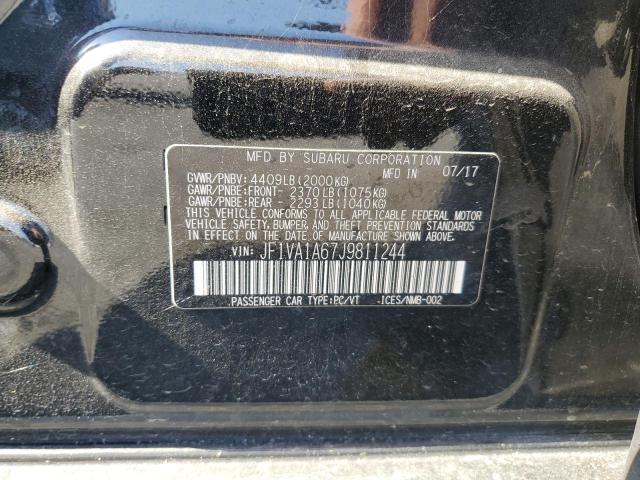 MFD BY SUBARU CORPORATION MFD IN 07/17
GVWR/PNBV: 4409LB(2000KG)
GAWR/PNBE:FRONT- 2370LB(1075KG)
GAWR/PNBE:REAR - 2293LB(1040KG)
THIS VEHICLE CONFORMS TO ALL APPLICABLE FEDERAL MOTOR
VEHICLE SAFETY, BUMPER, AND THEFT PREVENTION STANDARDS
IN EFFECT ON THE DATE OF MANUFACTURE SHOWN ABOVE.
VIN: JF1VA1A67J9811244
PASSENGER CAR TYPE:PC/VT .ICES/NMB-002